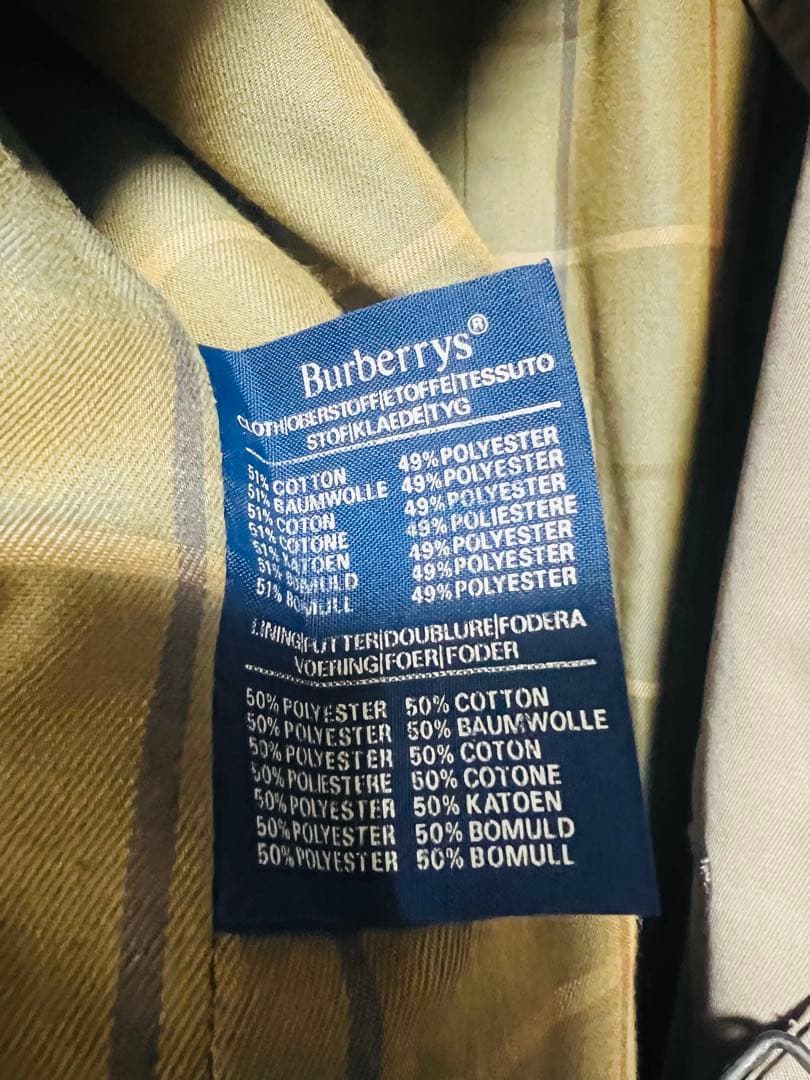 Burberrys®
CLOTH|OBERSTOFF|ETOFFE|TESSUTO
STOF|KLAEDE|TYG
51% COTTON 49% POLYESTER
51% BAUMWOLLE 49% POLYESTER
51% COTON 49% POLYESTER
51% COTONE 49% POLIESTERE
51% KATOEN 49% POLYESTER
51% BOMULD 49% POLYESTER
51% BOMULL 49% POLYESTER
LINING|FUTTER|DOUBLURE|FODERA
VOERING|FOER|FODER
50% POLYESTER 50% COTTON
50% POLYESTER 50% BAUMWOLLE
50% POLYESTER 50% COTON
50% POLIESTERE 50% COTONE
50% POLYESTER 50% KATOEN
50% POLYESTER 50% BOMULD
50% POLYESTER 50% BOMULL